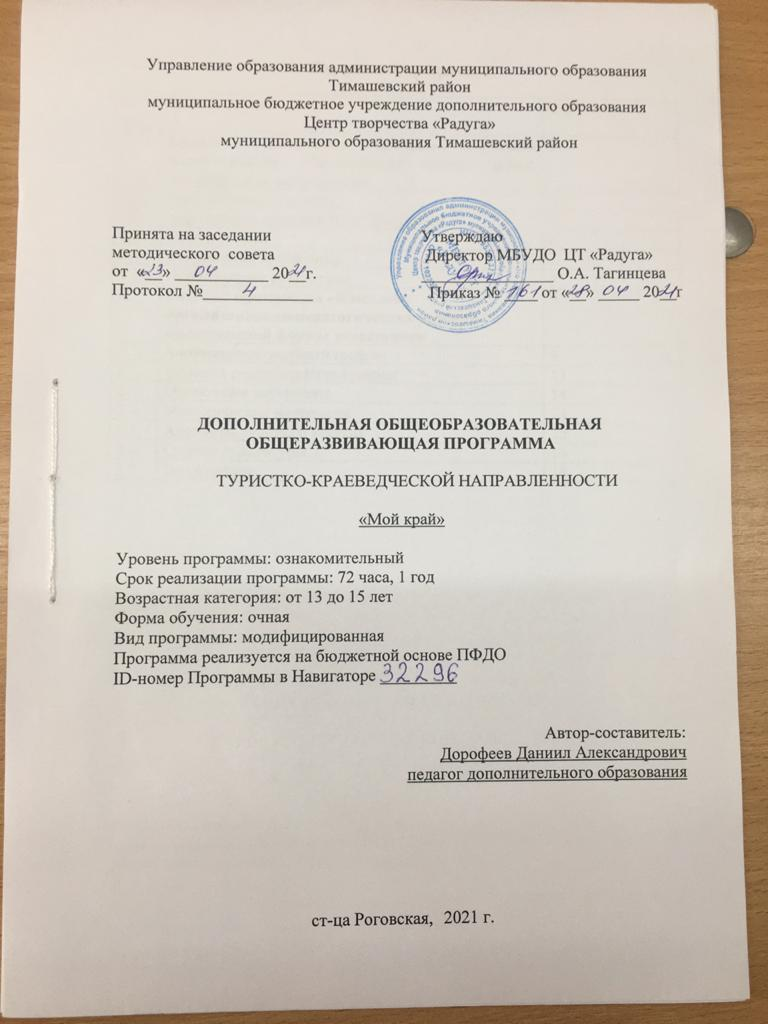 Управление образования администрации муниципального образования
Тимашевский район
муниципальное бюджетное учреждение дополнительного образования
Центр творчества «Радуга»
муниципального образования Тимашевский район
Принята на заседании
методического совета
от «23» 04 2021г.
Протокол № 4
Утверждаю
Директор МБУДО ЦТ «Радуга»
О.А. Тагинцева
Приказ № 161 от «28» 04 2021г
ДОПОЛНИТЕЛЬНАЯ ОБЩЕОБРАЗОВАТЕЛЬНАЯ
ОБЩЕРАЗВИВАЮЩАЯ ПРОГРАММА
ТУРИСТКО-КРАЕВЕДЧЕСКОЙ НАПРАВЛЕННОСТИ
«Мой край»
Уровень программы: ознакомительный
Срок реализации программы: 72 часа, 1 год
Возрастная категория: от 13 до 15 лет
Форма обучения: очная
Вид программы: модифицированная
Программа реализуется на бюджетной основе ПФДО
ID-номер Программы в Навигаторе 32296
Автор-составитель:
Дорофеев Даниил Александрович
педагог дополнительного образования
ст-ца Роговская, 2021 г.